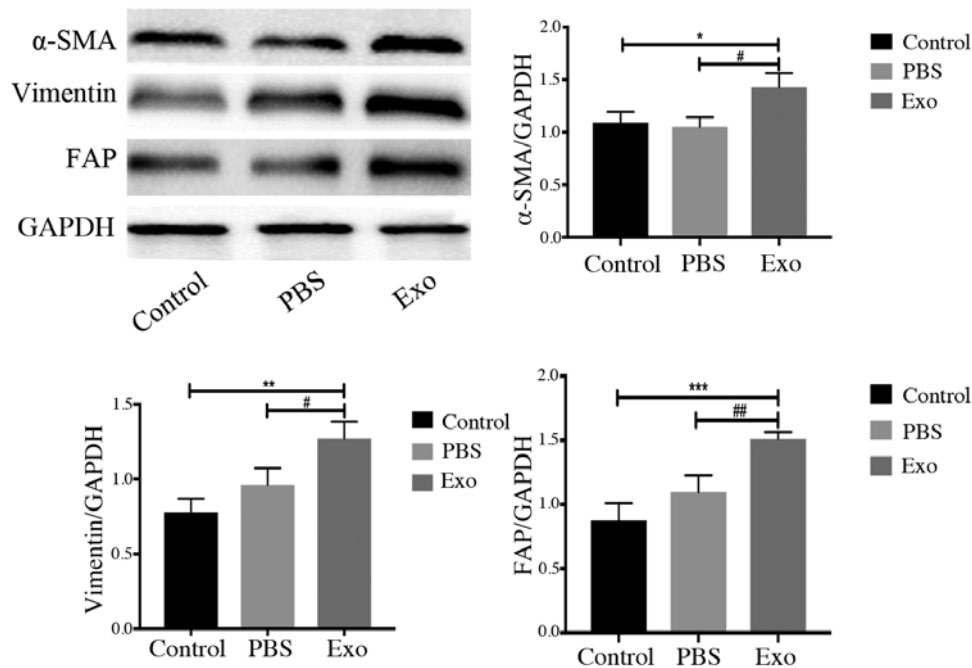 α-SMA
Vimentin
FAP
GAPDH
Control PBS Exo
α-SMA/GAPDH
2.0
1.5
1.0
0.5
0.0
*
#
Control PBS Exo
Control
PBS
Exo
Vimentin/GAPDH
1.5
1.0
0.5
0.0
**
#
Control PBS Exo
Control
PBS
Exo
FAP/GAPDH
2.0
1.5
1.0
0.5
0.0
***
##
Control PBS Exo
Control
PBS
Exo